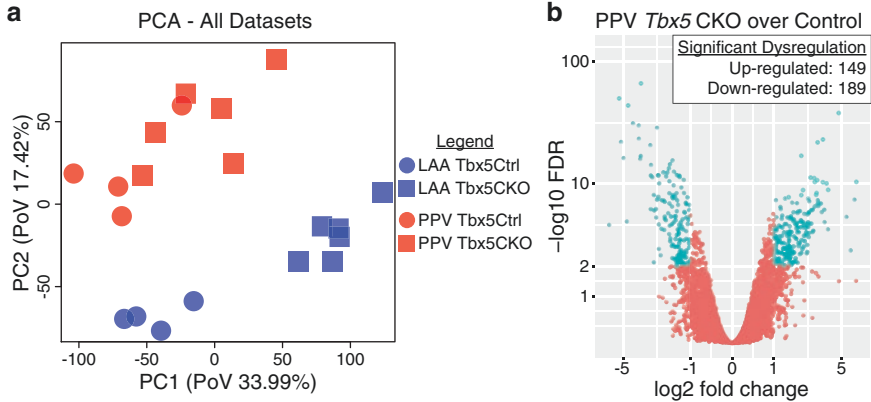 a
PCA - All Datasets
PC2 (PoV 17.42%)
50
0
-50
-100
-50
0
50
100
PC1 (PoV 33.99%)
Legend
LAA Tbx5Ctrl
LAA Tbx5CKO
PPV Tbx5Ctrl
PPV Tbx5CKO
b
PPV Tbx5 CKO over Control
Significant Dysregulation
Up-regulated: 149
Down-regulated: 189
−log10 FDR
100
10
2
1
-5
-1
0
1
5
log2 fold change